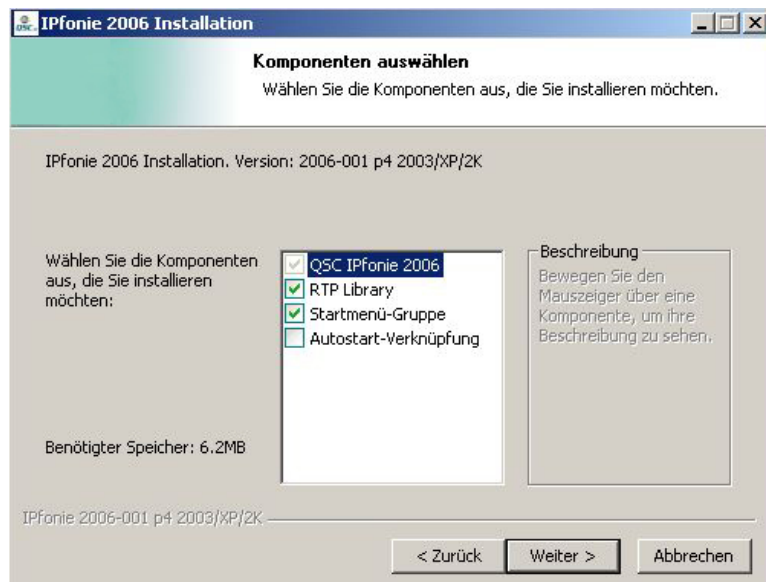 QSC. IPfonie 2006 Installation
Komponenten auswählen
Wählen Sie die Komponenten aus, die Sie installieren möchten.
IPfonie 2006 Installation. Version: 2006-001 p4 2003/XP/2K
Wählen Sie die Komponenten
aus, die Sie installieren
möchten:
QSC IPfonie 2006
RTP Library
Startmenü-Gruppe
Autostart-Verknüpfung
Beschreibung
Bewegen Sie den
Mauszeiger über eine
Komponente, um ihre
Beschreibung zu sehen.
Benötigter Speicher: 6.2MB
IPfonie 2006-001 p4 2003/XP/2K
< Zurück
Weiter >
Abbrechen